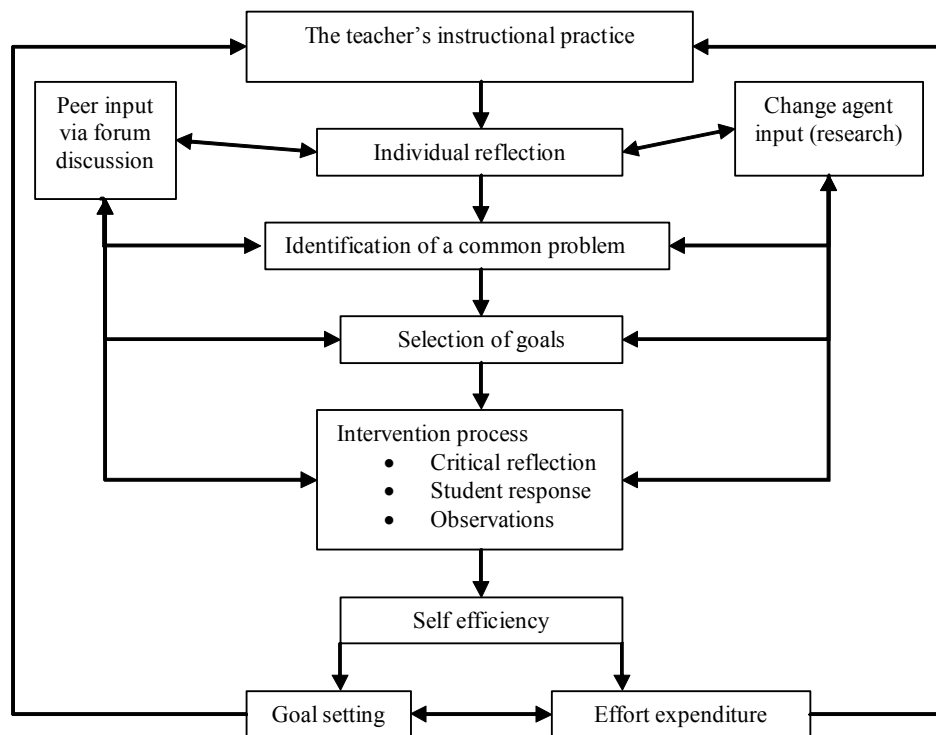 The teacher’s instructional practice
Peer input
via forum
discussion
Change agent
input (research)
Individual reflection
Identification of a common problem
Selection of goals
Intervention process
• Critical reflection
• Student response
• Observations
Self efficiency
Goal setting
Effort expenditure